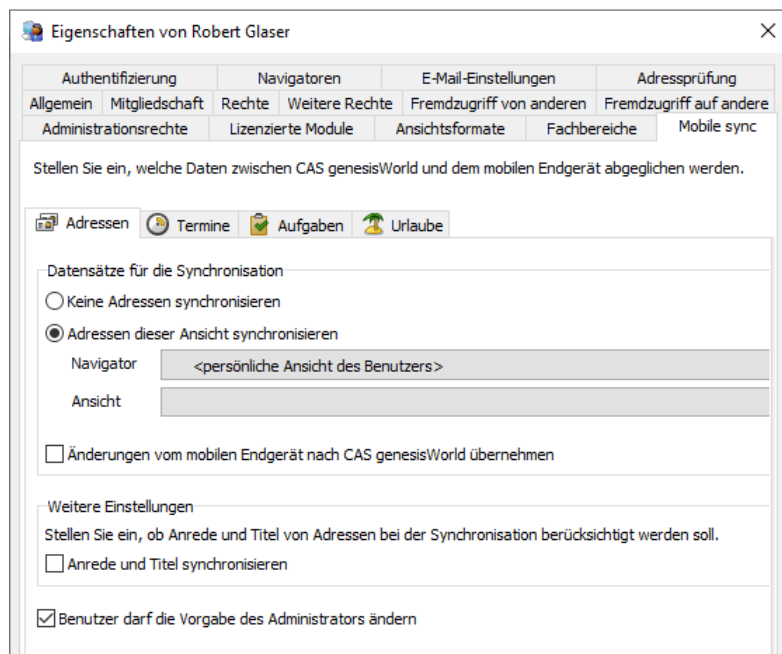 Eigenschaften von Robert Glaser
Authentifizierung Navigatoren E-Mail-Einstellungen Adressprüfung
Allgemein Mitgliedschaft Rechte Weitere Rechte Fremdzugriff von anderen Fremdzugriff auf andere
Administrationsrechte Lizenzierte Module Ansichtsformate Fachbereiche Mobile sync
Stellen Sie ein, welche Daten zwischen CAS genesisWorld und dem mobilen Endgerät abgeglichen werden.
Adressen Termine Aufgaben Urlaube
Datensätze für die Synchronisation
Keine Adressen synchronisieren
Adressen dieser Ansicht synchronisieren
Navigator <persönliche Ansicht des Benutzers>
Ansicht
Änderungen vom mobilen Endgerät nach CAS genesisWorld übernehmen
Weitere Einstellungen
Stellen Sie ein, ob Anrede und Titel von Adressen bei der Synchronisation berücksichtigt werden soll.
Anrede und Titel synchronisieren
Benutzer darf die Vorgabe des Administrators ändern